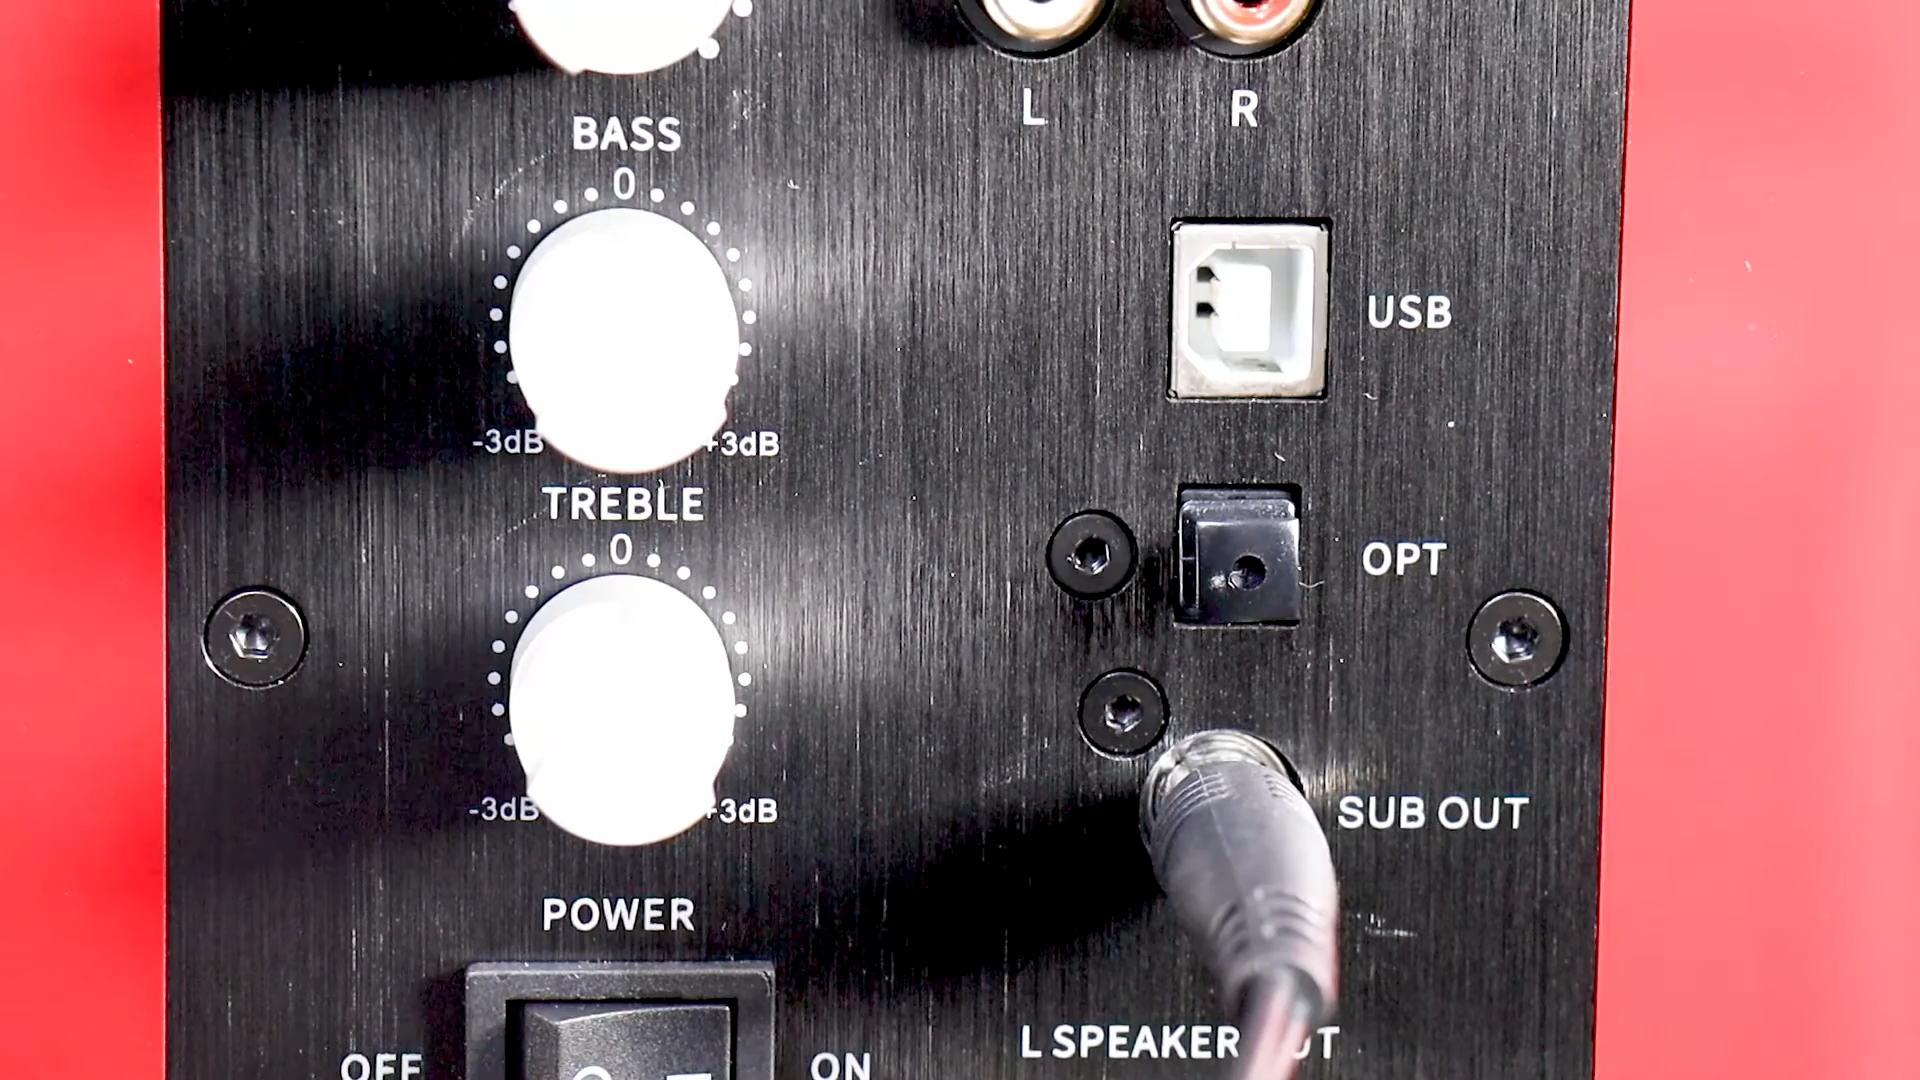 L R
BASS
0
USB
-3dB +3dB
TREBLE
0
OPT
-3dB +3dB
SUB OUT
POWER
L SPEAKER
OFF ON